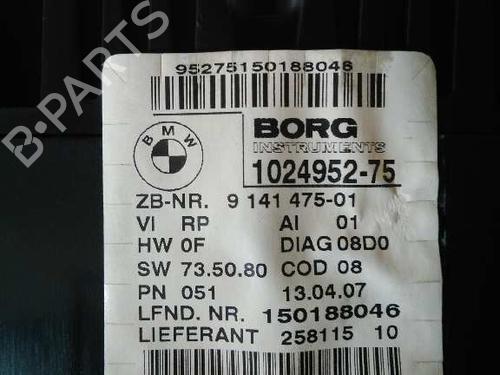 95275150188046
BMW
BORG
INSTRUMENTS
1024952-75
ZB-NR. 9 141 475-01
VI RP AI 01
HW 0F DIAG 08D0
SW 73.50.80 COD 08
PN 051 13.04.07
LFND. NR. 150188046
LIEFERANT 258115 10
B-PARTS